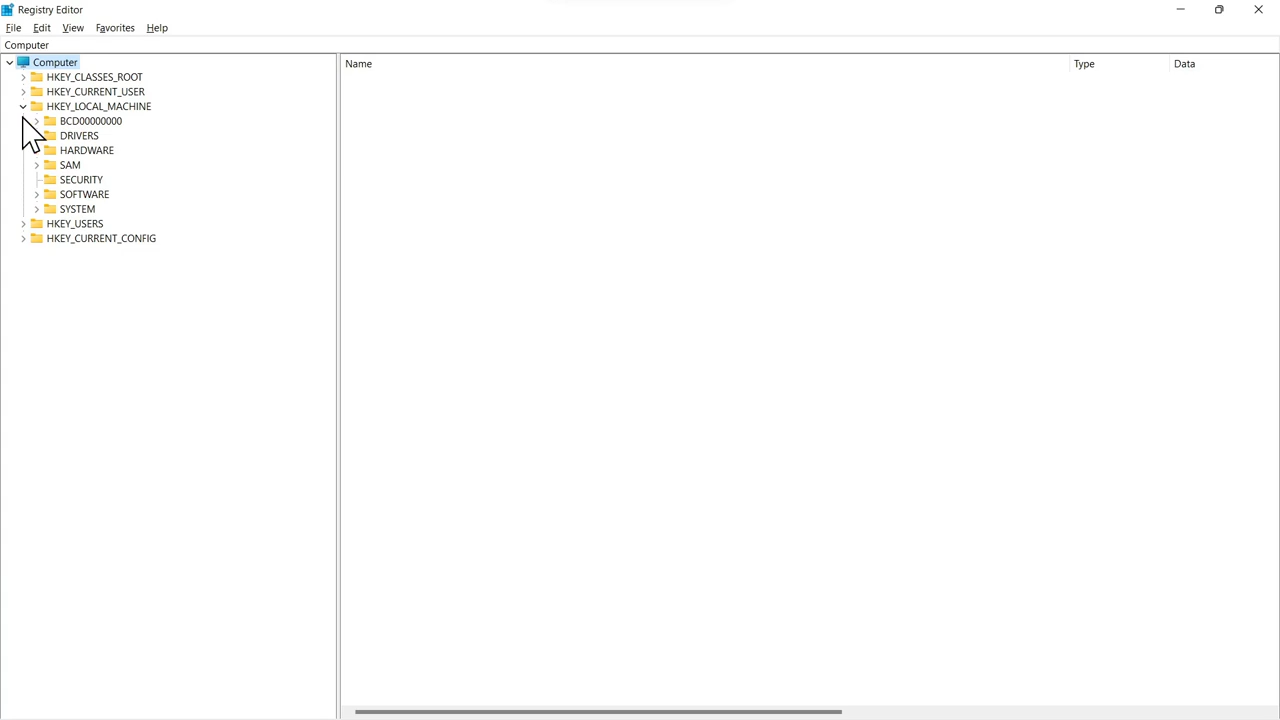 Registry Editor
File Edit View Favorites Help
Computer
Computer
HKEY_CLASSES_ROOT
HKEY_CURRENT_USER
HKEY_LOCAL_MACHINE
BCD00000000
DRIVERS
HARDWARE
SAM
SECURITY
SOFTWARE
SYSTEM
HKEY_USERS
HKEY_CURRENT_CONFIG
Name Type Data